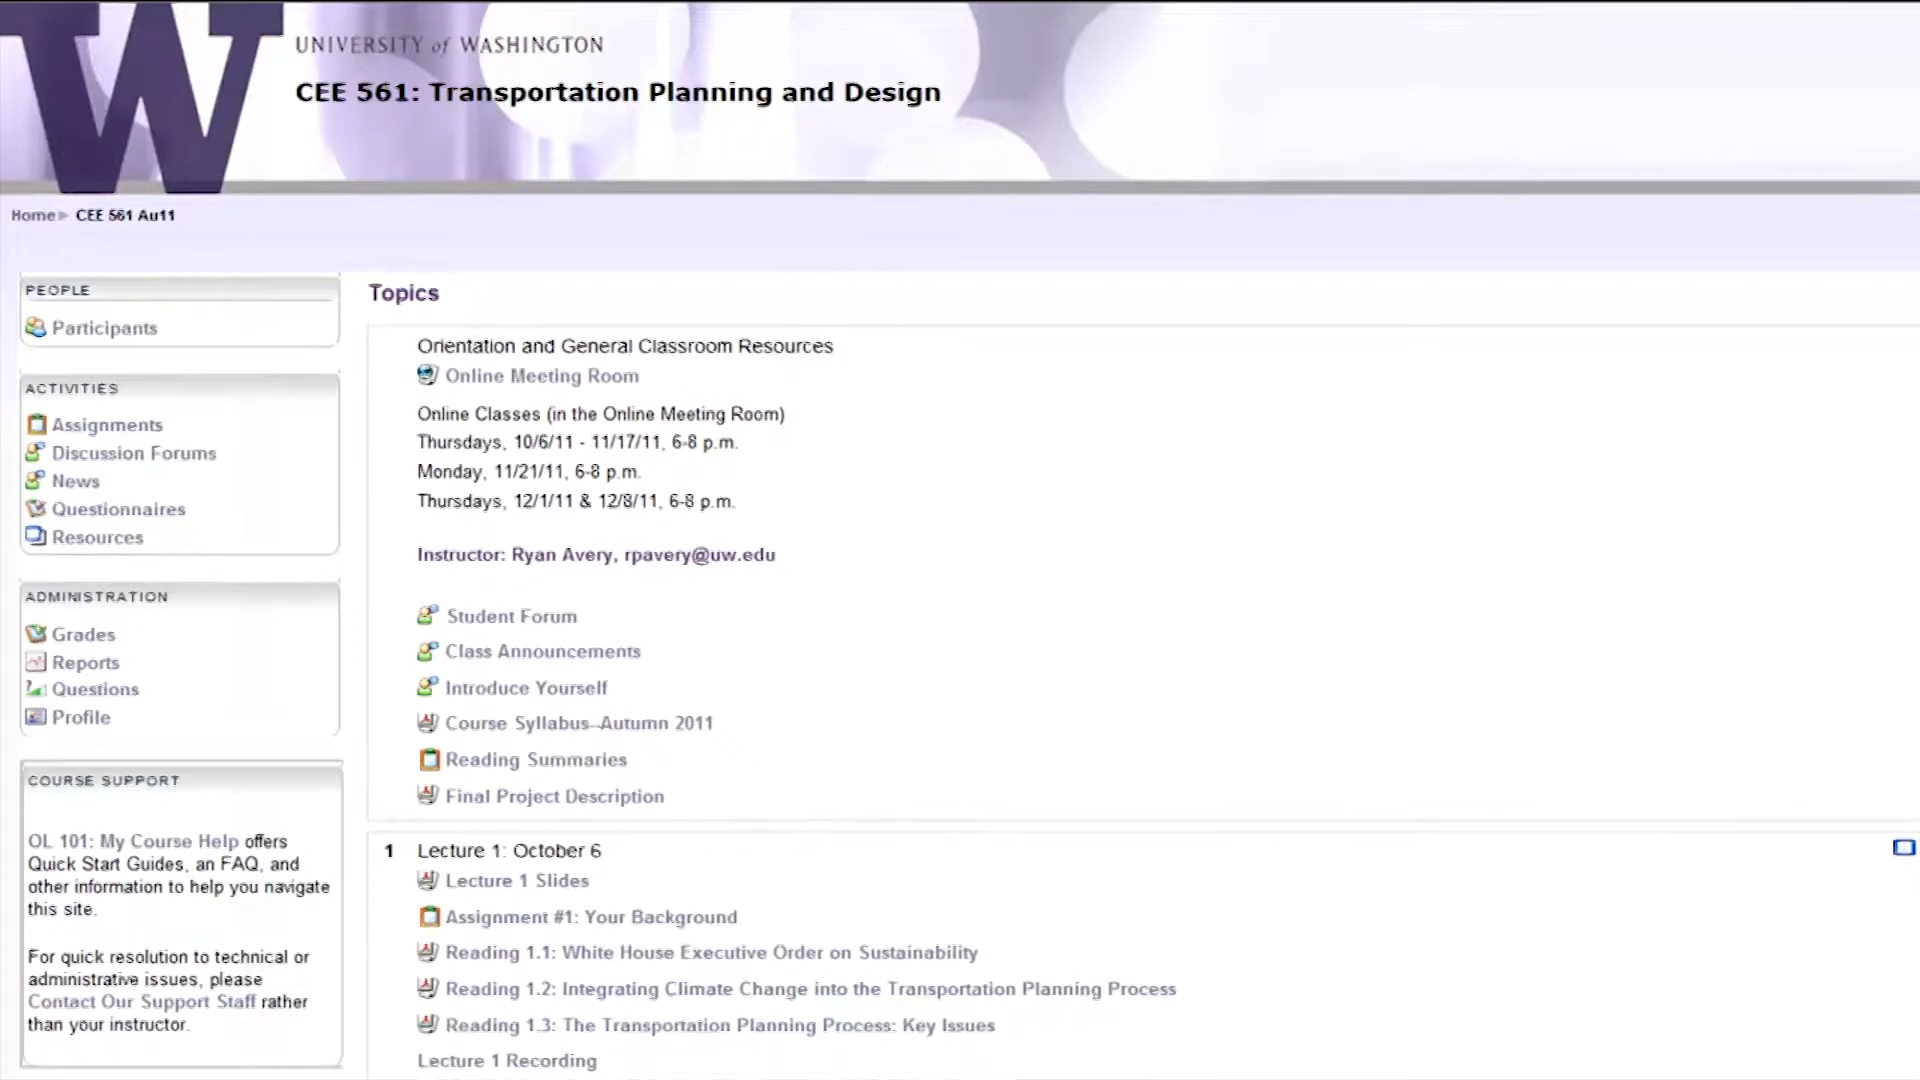 W
UNIVERSITY of WASHINGTON
CEE 561: Transportation Planning and Design
Home CEE 561 Au11
PEOPLE
Participants
ACTIVITIES
Assignments
Discussion Forums
News
Questionnaires
Resources
ADMINISTRATION
Grades
Reports
Questions
Profile
COURSE SUPPORT
OL 101: My Course Help offers
Quick Start Guides, an FAQ, and
other information to help you navigate
this site.
For quick resolution to technical or
administrative issues, please
Contact Our Support Staff rather
than your instructor.
Topics
Orientation and General Classroom Resources
Online Meeting Room
Online Classes (in the Online Meeting Room)
Thursdays, 10/6/11 - 11/17/11, 6-8 p.m.
Monday, 11/21/11, 6-8 p.m.
Thursdays, 12/1/11 & 12/8/11, 6-8 p.m.
Instructor: Ryan Avery, rpavery@uw.edu
Student Forum
Class Announcements
Introduce Yourself
Course Syllabus--Autumn 2011
Reading Summaries
Final Project Description
1 Lecture 1: October 6
Lecture 1 Slides
Assignment #1: Your Background
Reading 1.1: White House Executive Order on Sustainability
Reading 1.2: Integrating Climate Change into the Transportation Planning Process
Reading 1.3: The Transportation Planning Process: Key Issues
Lecture 1 Recording